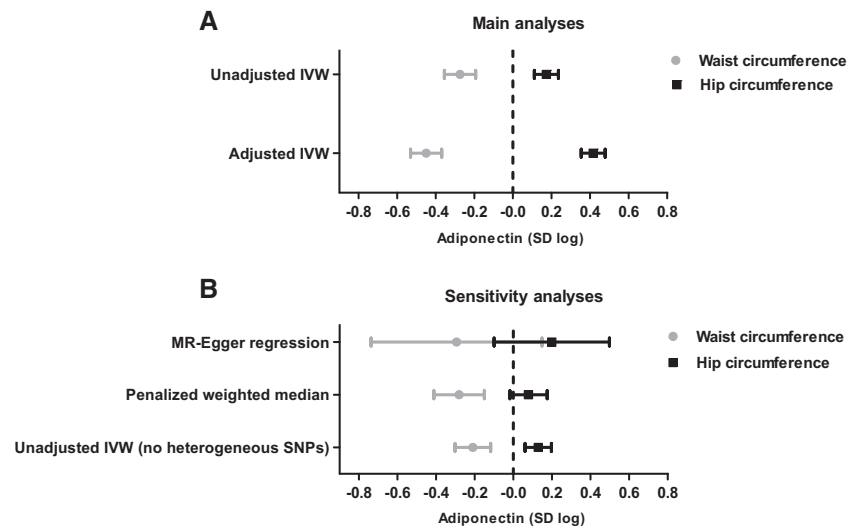 A
Main analyses
Unadjusted IVW
Adjusted IVW
Waist circumference
Hip circumference
-0.8 -0.6 -0.4 -0.2 -0.0 0.2 0.4 0.6 0.8
Adiponectin (SD log)
B
Sensitivity analyses
MR-Egger regression
Penalized weighted median
Unadjusted IVW (no heterogeneous SNPs)
Waist circumference
Hip circumference
-0.8 -0.6 -0.4 -0.2 -0.0 0.2 0.4 0.6 0.8
Adiponectin (SD log)